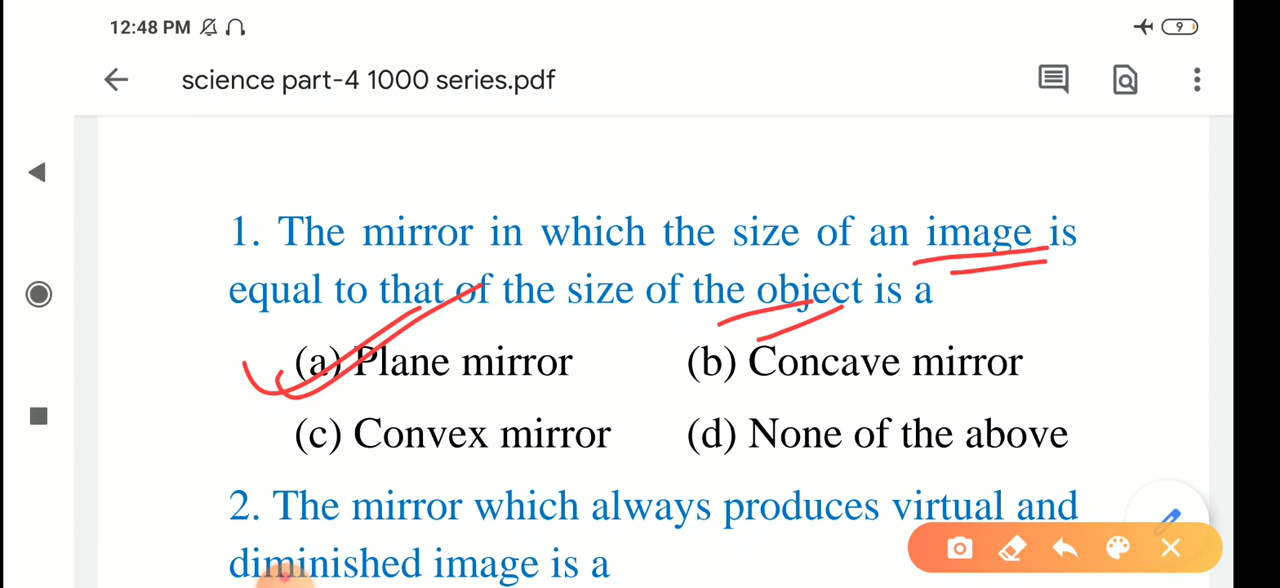 12:48 PM 9
science part-4 1000 series.pdf
1. The mirror in which the size of an image is
equal to that of the size of the object is a
(a) Plane mirror (b) Concave mirror
(c) Convex mirror (d) None of the above
2. The mirror which always produces virtual and
diminished image is a